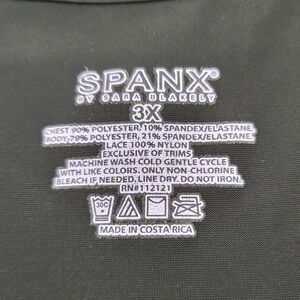 SPANX®
BY SARA BLAKELY
3X
CHEST 90% POLYESTER, 10% SPANDEX/ELASTANE.
BODY 79% POLYESTER, 21% SPANDEX/ELASTANE.
LACE 100% NYLON
EXCLUSIVE OF TRIMS
MACHINE WASH COLD GENTLE CYCLE
WITH LIKE COLORS. ONLY NON-CHLORINE
BLEACH IF NEEDED. LINE DRY. DO NOT IRON.
RN#112121
30C
MADE IN COSTA RICA